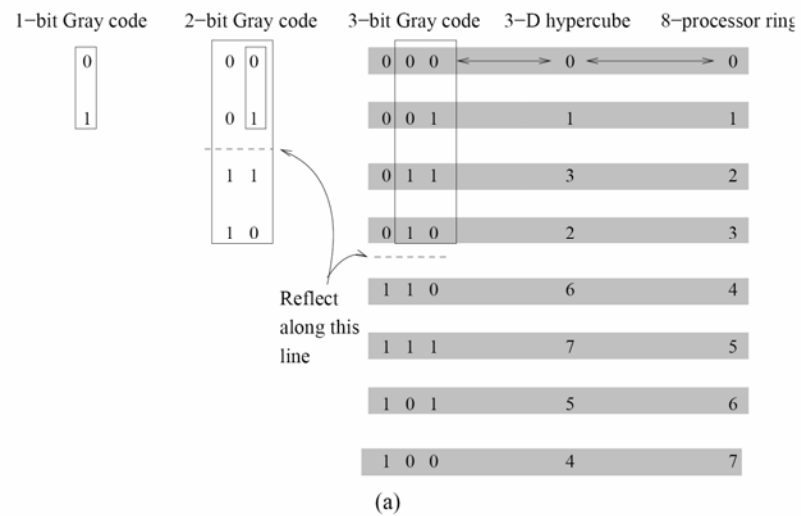 1−bit Gray code 2−bit Gray code 3−bit Gray code 3−D hypercube 8−processor ring
0 0 0 0 0 0 0 0
1 0 1 0 0 1 1 1
1 1 0 1 1 3 2
1 0 0 1 0 2 3
Reflect
along this
line
1 1 0 6 4
1 1 1 7 5
1 0 1 5 6
1 0 0 4 7
(a)